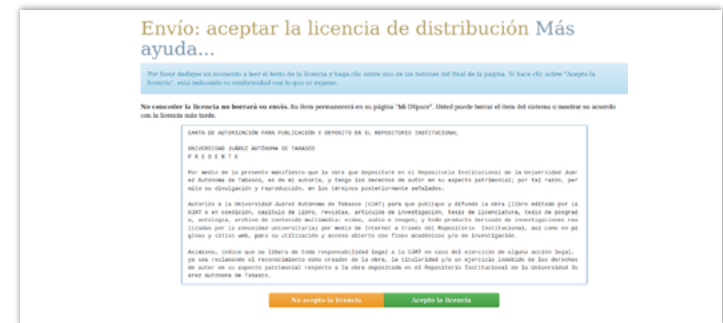 Envío: aceptar la licencia de distribución Más
ayuda...
Por favor dedique un momento a leer el texto de la licencia y haga clic sobre uno de los botones del final de la página. Si hace clic sobre "Acepto la
licencia", está indicando su conformidad con lo que se expone.
No conceder la licencia no borrará su envío. Su ítem permanecerá en su página "Mi DSpace". Usted puede borrar el ítem del sistema o mostrar su acuerdo
con la licencia más tarde.
CARTA DE AUTORIZACIÓN PARA PUBLICACIÓN Y DEPOSITO EN EL REPOSITORIO INSTITUCIONAL
UNIVERSIDAD JUÁREZ AUTÓNOMA DE TABASCO
P R E S E N T E
Por medio de la presente manifiesto que la obra que depositaré en el Repositorio Institucional de la Universidad Juar
ez Autónoma de Tabasco, es de mi autoría, y tengo los derechos de autor en su aspecto patrimonial; por tal razón, per
mito su divulgación y reproducción, en los términos posteriormente señalados.
Autorizo a la Universidad Juárez Autónoma de Tabasco (UJAT) para que publique y difunda la obra (libro editado por la
UJAT o en coedición, capítulo de libro, revistas, artículos de investigación, tesis de licenciatura, tesis de posgrad
o, antología, archivo de contenido multimedia: video, audio e imagen; y todo producto derivado de investigaciones rea
lizadas por la comunidad universitaria) por medio de Internet a través del Repositorio Institucional, así como en pá
ginas y sitios web, para su utilización y acceso abierto con fines académicos y/o de investigación.
Asimismo, indico que se libera de toda responsabilidad legal a la UJAT en caso del ejercicio de alguna acción legal,
ya sea reclamando el reconocimiento como creador de la obra, la titularidad y/o un ejercicio indebido de los derechos
de autor en su aspecto patrimonial respecto a la obra depositada en el Repositorio Institucional de la Universidad Ju
arez Autónoma de Tabasco.
No acepto la licencia Acepto la licencia